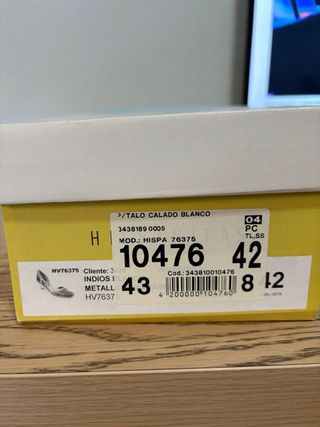 S/TALO CALADO BLANCO
3438189 0005
04
PC
TL,SS
MOD.: HISPA 76375
10476 42
Cod.: 343810010476
43 8
4 200000 104760
HV76375
Cliente:
INDIOS
METALL
HV7637
42